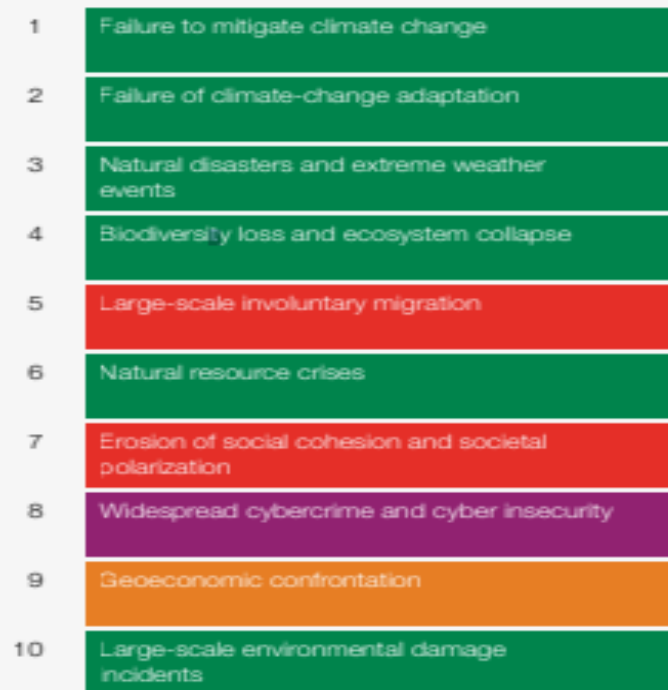 1 Failure to mitigate climate change
2 Failure of climate-change adaptation
3 Natural disasters and extreme weather
events
4 Biodiversity loss and ecosystem collapse
5 Large-scale involuntary migration
6 Natural resource crises
7 Erosion of social cohesion and societal
polarization
8 Widespread cybercrime and cyber insecurity
9 Geoeconomic confrontation
10 Large-scale environmental damage
incidents